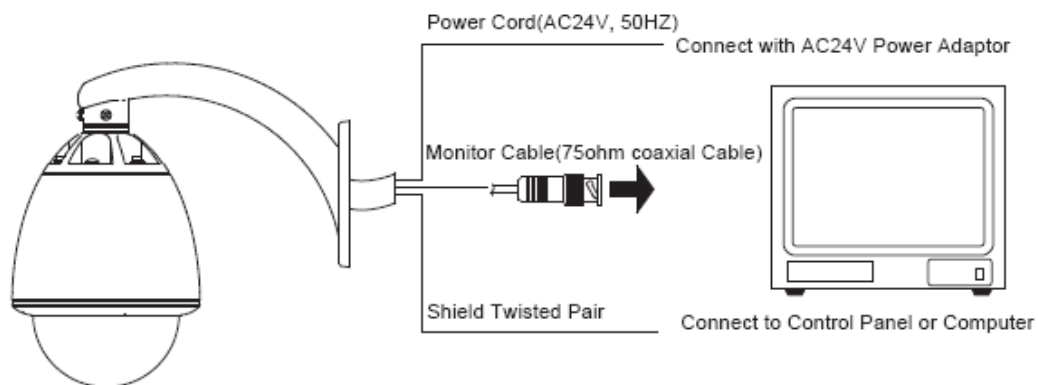 Power Cord(AC24V, 50HZ)
Connect with AC24V Power Adaptor
Monitor Cable(75ohm coaxial Cable)
Shield Twisted Pair
Connect to Control Panel or Computer